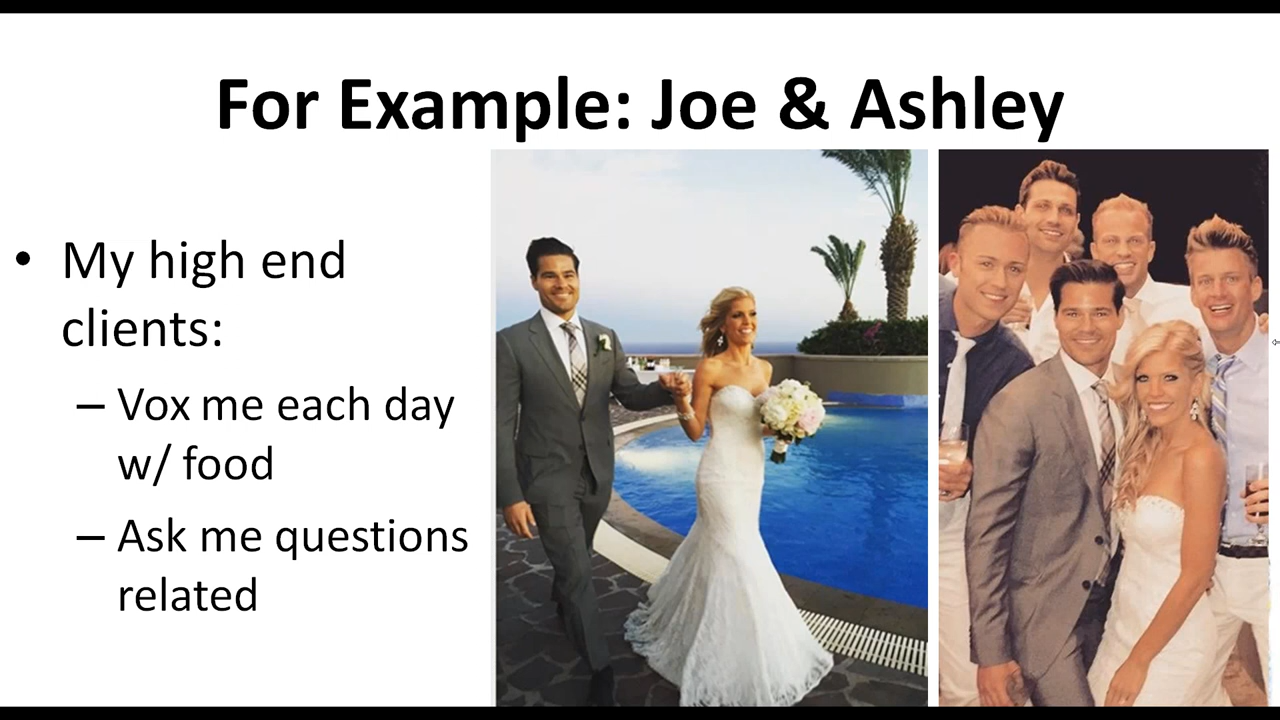 For Example: Joe & Ashley
• My high end
clients:
– Vox me each day
w/ food
– Ask me questions
related